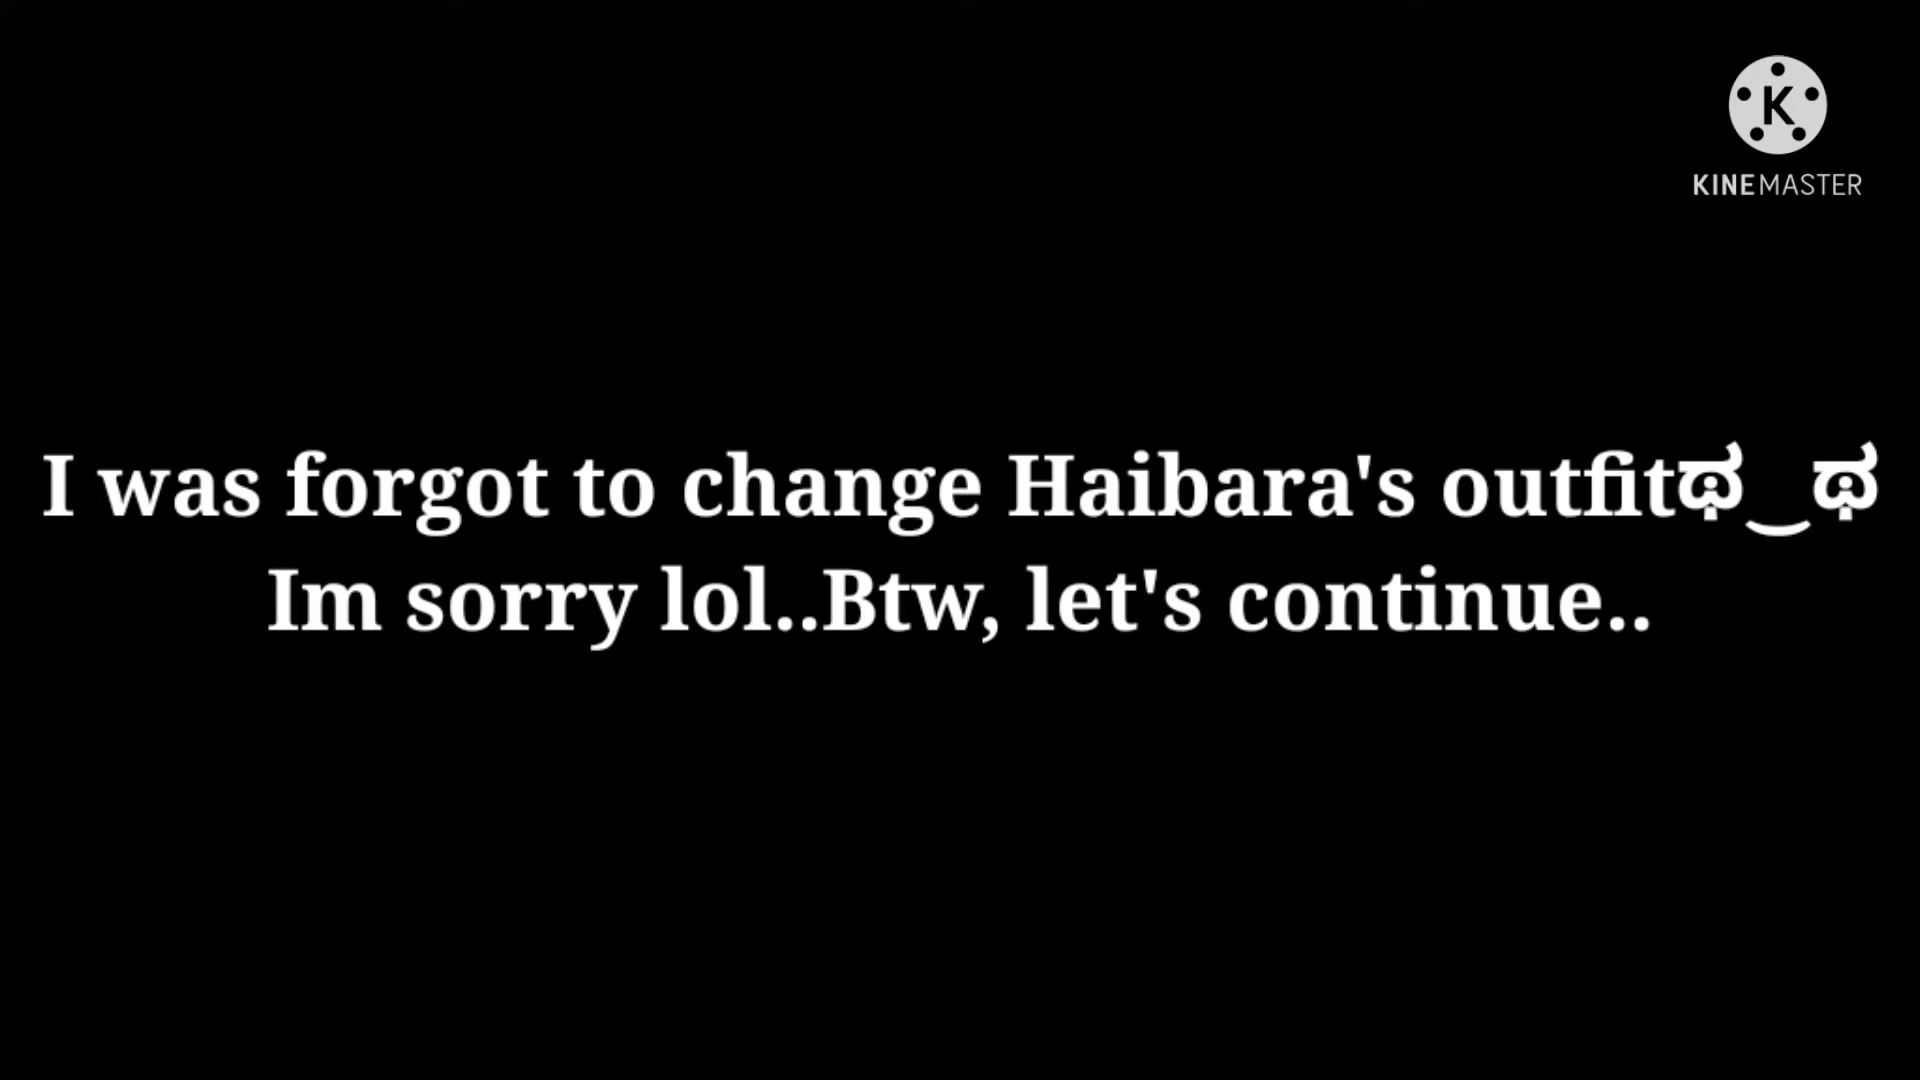 K
KINEMASTER
I was forgot to change Haibara's outfitಥ‿ಥ
Im sorry lol..Btw, let's continue..